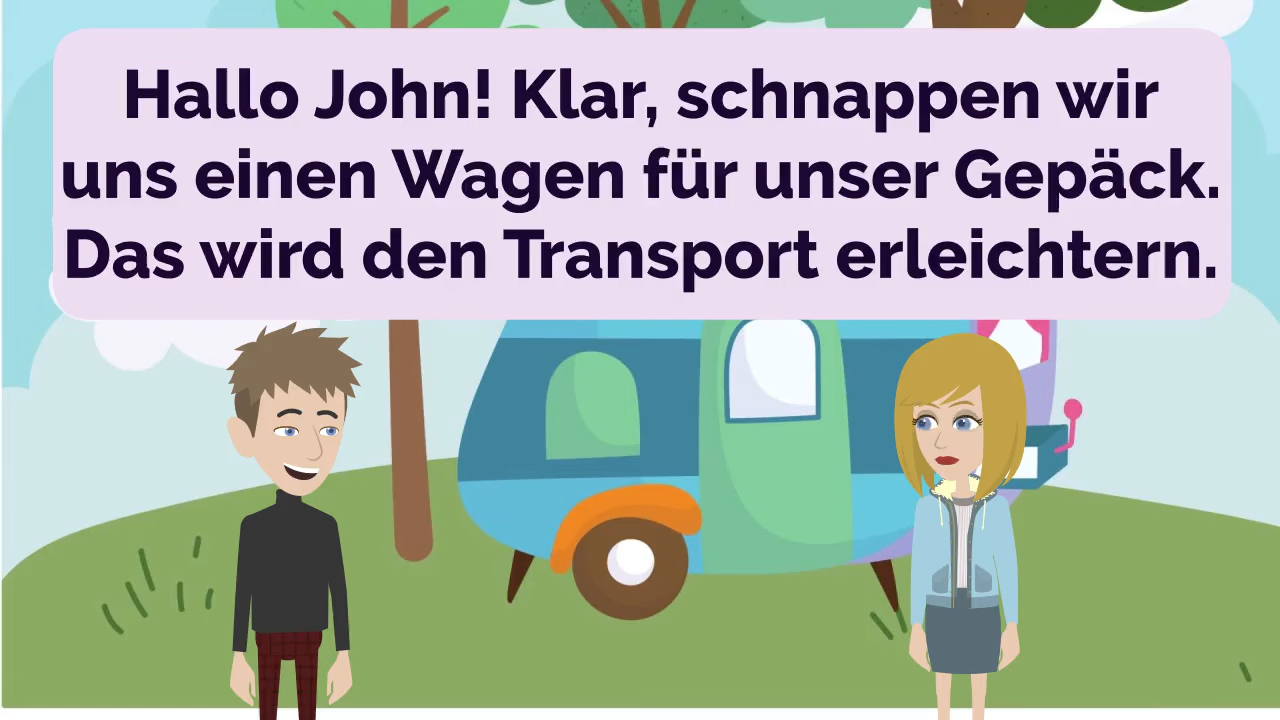 Hallo John! Klar, schnappen wir
uns einen Wagen für unser Gepäck.
Das wird den Transport erleichtern.